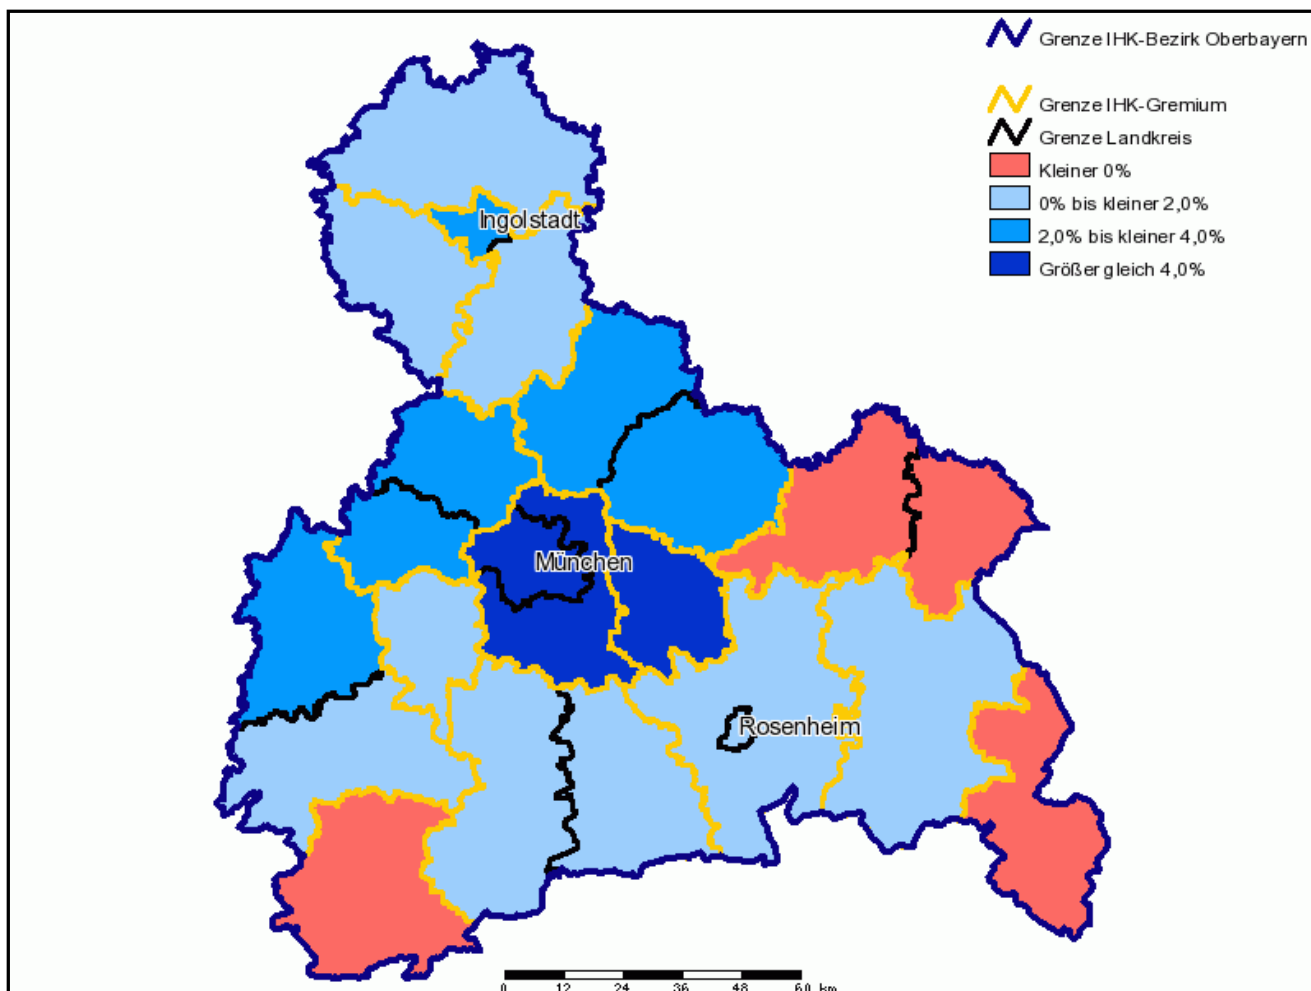 Grenze IHK-Bezirk Oberbayern
Grenze IHK-Gremium
Grenze Landkreis
Kleiner 0%
0% bis kleiner 2,0%
2,0% bis kleiner 4,0%
Größer gleich 4,0%
Ingolstadt
München
Rosenheim
0 12 24 36 48 60 km